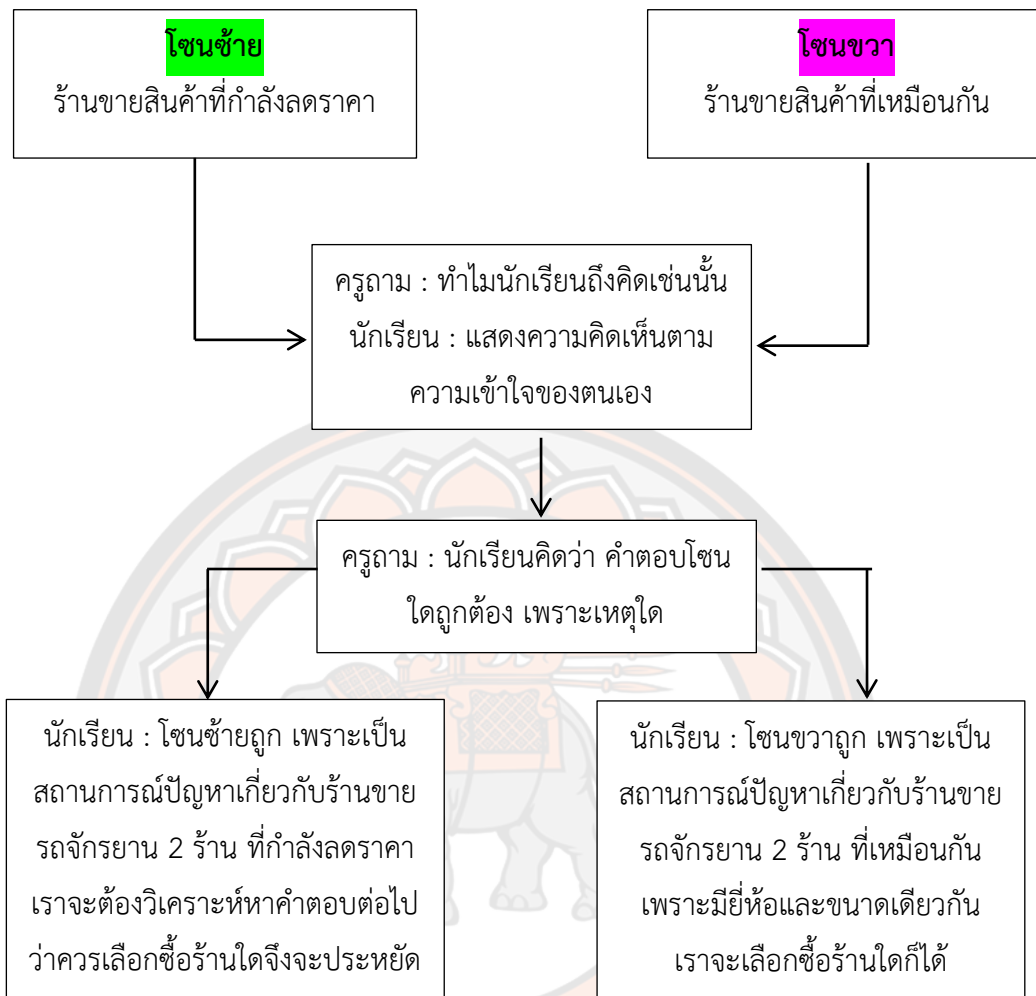 โซนซ้าย
ร้านขายสินค้าที่กำลังลดราคา
โซนขวา
ร้านขายสินค้าที่เหมือนกัน
ครูถาม : ทำไมนักเรียนถึงคิดเช่นนั้น
นักเรียน : แสดงความคิดเห็นตาม
ความเข้าใจของตนเอง
ครูถาม : นักเรียนคิดว่า คำตอบโซน
ใดถูกต้อง เพราะเหตุใด
นักเรียน : โซนซ้ายถูก เพราะเป็น
สถานการณ์ปัญหาเกี่ยวกับร้านขาย
รถจักรยาน 2 ร้าน ที่กำลังลดราคา
เราจะต้องวิเคราะห์หาคำตอบต่อไป
ว่าควรเลือกซื้อร้านใดจึงจะประหยัด
นักเรียน : โซนขวาถูก เพราะเป็น
สถานการณ์ปัญหาเกี่ยวกับร้านขาย
รถจักรยาน 2 ร้าน ที่เหมือนกัน
เพราะมียี่ห้อและขนาดเดียวกัน
เราจะเลือกซื้อร้านใดก็ได้